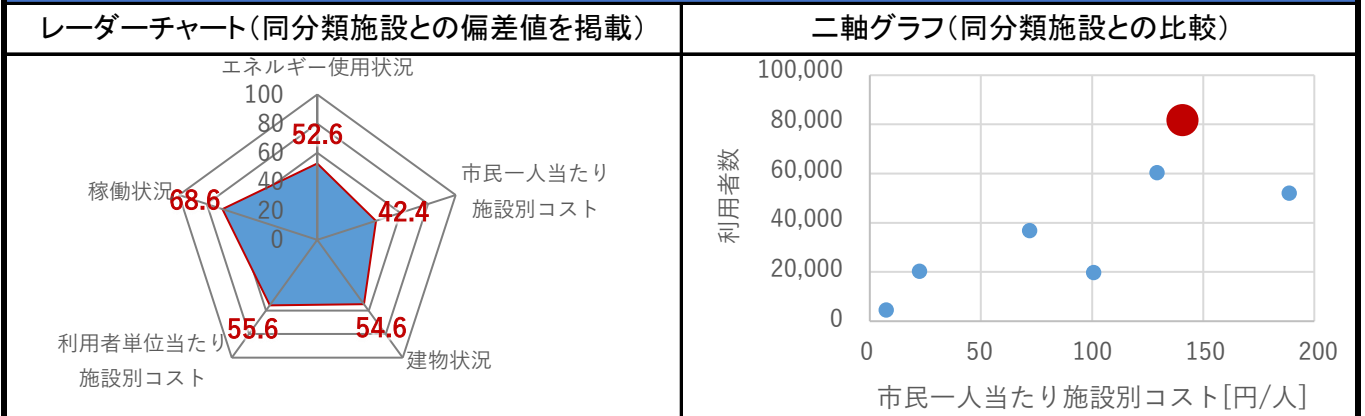 レーダーチャート(同分類施設との偏差値を掲載)
エネルギー使用状況
100
80
60
40
20
0
52.6
市民一人当たり
施設別コスト
42.4
建物状況
54.6
利用者単位当たり
施設別コスト
55.6
稼働状況
68.6
二軸グラフ(同分類施設との比較)
利用者数
100,000
80,000
60,000
40,000
20,000
0
0
50
100
150
200
市民一人当たり施設別コスト[円/人]